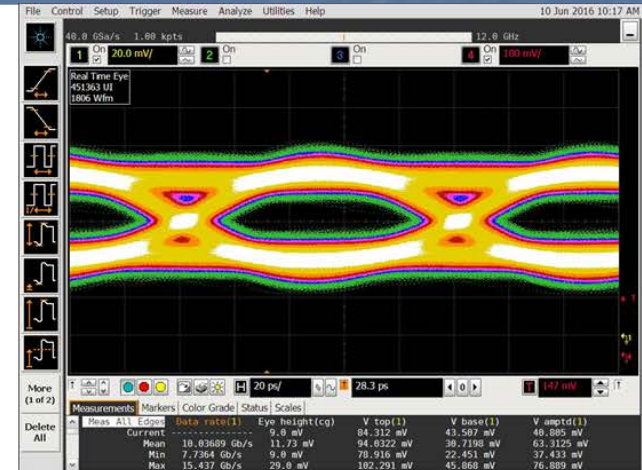 File Control Setup Trigger Measure Analyze Utilities Help 10 Jun 2016 10:17 AM
40.0 GSa/s 1.00 kpts 12.0 GHz
1 On 20.0 mV/ 2 On 3 On 4 On 100 mV/
Real Time Eye
451363 UI
1806 Wfm
More
(1 of 2)
Delete
All
H 20 ps/ 28.3 ps 0 T 147 mV
Measurements Markers Color Grade Status Scales
Meas All Edges Data rate(1) Eye height(cg) V top(1) V base(1) V amptd(1)
Current -------------- 9.0 mV 84.312 mV 43.507 mV 40.805 mV
Mean 10.03689 Gb/s 11.73 mV 94.0322 mV 30.7198 mV 63.3125 mV
Min 7.7364 Gb/s 9.0 mV 78.916 mV 22.451 mV 37.433 mV
Max 15.437 Gb/s 29.0 mV 102.291 mV 45.868 mV 76.889 mV